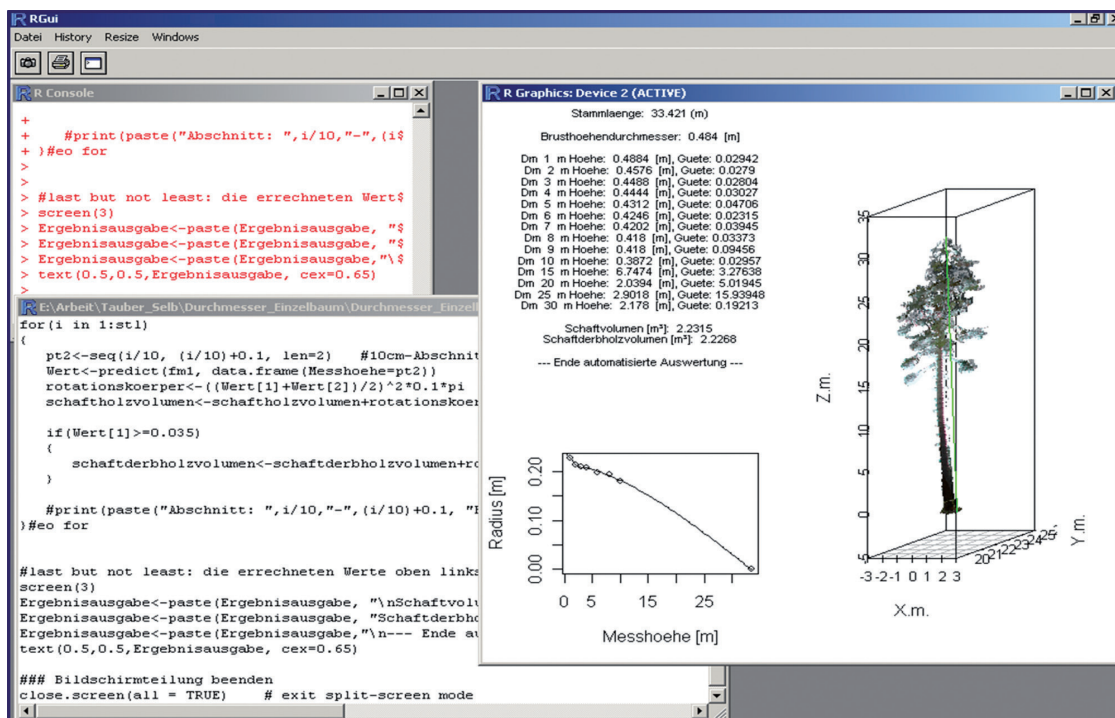 RGui
Datei History Resize Windows
R Console
+
+ #print(paste("Abschnitt: ",i/10,"-",(i$
+ }#eo for
>
>
> #last but not least: die errechneten Wert$
> screen(3)
> Ergebnisausgabe<-paste(Ergebnisausgabe, "$
> Ergebnisausgabe<-paste(Ergebnisausgabe, "$
> Ergebnisausgabe<-paste(Ergebnisausgabe,"\$
> text(0.5,0.5,Ergebnisausgabe, cex=0.65)
>
E:\Arbeit\Tauber_Selb\Durchmesser_Einzelbaum\Durchmesser_Einzel
for(i in 1:stl)
{
pt2<-seq(i/10, (i/10)+0.1, len=2) #10cm-Abschnit
Wert<-predict(fm1, data.frame(Messhoehe=pt2))
rotationskoerper<-((Wert[1]+Wert[2])/2)^2*0.1*pi
schaftholzvolumen<-schaftholzvolumen+rotationskoer
if(Wert[1]>=0.035)
{
schaftderbholzvolumen<-schaftderbholzvolumen+ro
}
#print(paste("Abschnitt: ",i/10,"-",(i/10)+0.1, "
}#eo for
#last but not least: die errechneten Werte oben links
screen(3)
Ergebnisausgabe<-paste(Ergebnisausgabe, "\nSchaftvolu
Ergebnisausgabe<-paste(Ergebnisausgabe, "Schaftderbho
Ergebnisausgabe<-paste(Ergebnisausgabe,"\n--- Ende au
text(0.5,0.5,Ergebnisausgabe, cex=0.65)
### Bildschirmteilung beenden
close.screen(all = TRUE) # exit split-screen mode
R Graphics: Device 2 (ACTIVE)
Stammlaenge: 33.421 (m)
Brusthoehendurchmesser: 0.484 [m]
Dm 1 m Hoehe: 0.4884 [m], Guete: 0.02942
Dm 2 m Hoehe: 0.4576 [m], Guete: 0.0279
Dm 3 m Hoehe: 0.4488 [m], Guete: 0.02804
Dm 4 m Hoehe: 0.4444 [m], Guete: 0.03027
Dm 5 m Hoehe: 0.4312 [m], Guete: 0.04706
Dm 6 m Hoehe: 0.4246 [m], Guete: 0.02315
Dm 7 m Hoehe: 0.4202 [m], Guete: 0.03945
Dm 8 m Hoehe: 0.418 [m], Guete: 0.03373
Dm 9 m Hoehe: 0.418 [m], Guete: 0.09456
Dm 10 m Hoehe: 0.3872 [m], Guete: 0.02957
Dm 15 m Hoehe: 6.7474 [m], Guete: 3.27638
Dm 20 m Hoehe: 2.0394 [m], Guete: 5.01945
Dm 25 m Hoehe: 2.9018 [m], Guete: 15.93948
Dm 30 m Hoehe: 2.178 [m], Guete: 0.19213
Schaftvolumen [m³]: 2.2315
Schaftderbholzvolumen [m³]: 2.2268
--- Ende automatisierte Auswertung ---
Radius [m]
0.20
0.10
0.00
0 5 15 25
Messhoehe [m]
Z.m.
35
30
25
20
15
10
5
0
-5
-3 -2 -1 0 1 2 3
X.m.
20 21 22 23 24 25
Y.m.